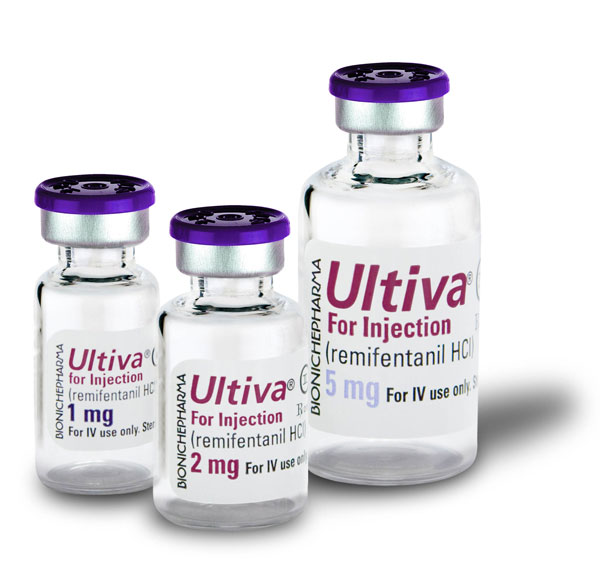 BIONICHEPHARMA
Ultiva®
for Injection
(remifentanil HCl
1 mg
For IV use only.
BIONICHEPHARMA
Ultiva®
For Injection
(remifentanil HCl
2 mg For IV use only
BIONICHEPHARMA
Ultiva®
For Injection
(remifentanil HCl)
5 mg For IV use only.